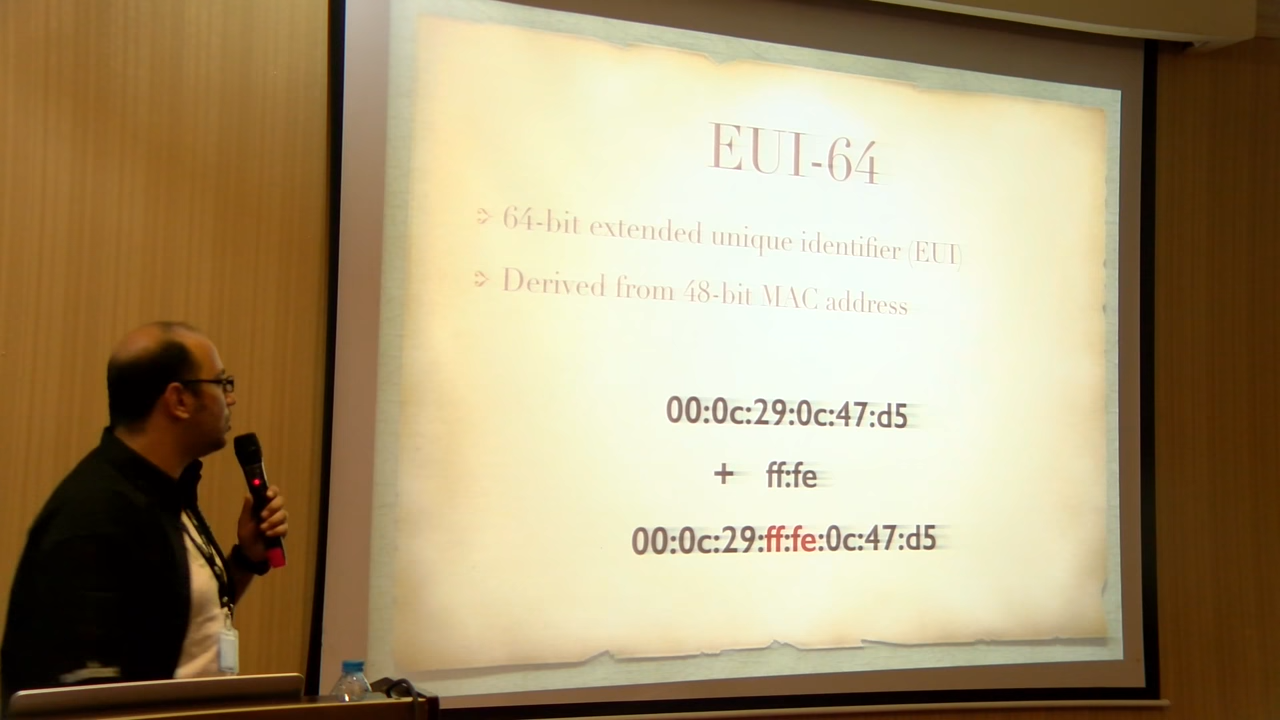 EUI-64
64-bit extended unique identifier (EUI)
Derived from 48-bit MAC address
00:0c:29:0c:47:d5
+ ff:fe
00:0c:29:ff:fe:0c:47:d5